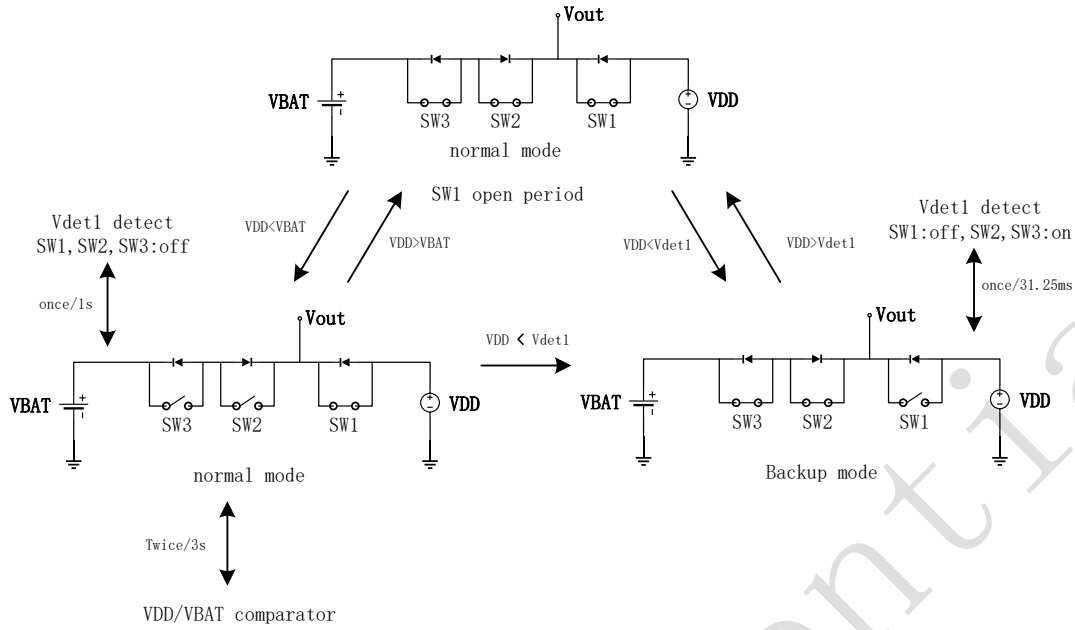 Vout
VBAT
+
-
SW3
SW2
SW1
+
-
VDD
normal mode
SW1 open period
Vdet1 detect
SW1,SW2,SW3:off
VDD<VBAT
VDD>VBAT
VDD<Vdet1
VDD>Vdet1
Vdet1 detect
SW1:off,SW2,SW3:on
once/1s
once/31.25ms
Vout
VDD < Vdet1
Vout
VBAT
+
-
SW3
SW2
SW1
+
-
VDD
VBAT
+
-
SW3
SW2
SW1
+
-
VDD
normal mode
Backup mode
Twice/3s
VDD/VBAT comparator